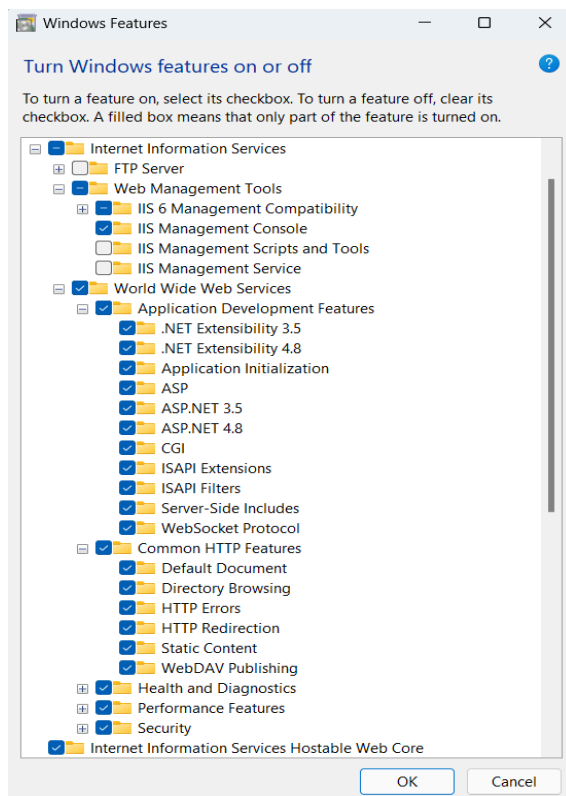 Windows Features
Turn Windows features on or off
?
To turn a feature on, select its checkbox. To turn a feature off, clear its
checkbox. A filled box means that only part of the feature is turned on.
Internet Information Services
FTP Server
Web Management Tools
IIS 6 Management Compatibility
IIS Management Console
IIS Management Scripts and Tools
IIS Management Service
World Wide Web Services
Application Development Features
.NET Extensibility 3.5
.NET Extensibility 4.8
Application Initialization
ASP
ASP.NET 3.5
ASP.NET 4.8
CGI
ISAPI Extensions
ISAPI Filters
Server-Side Includes
WebSocket Protocol
Common HTTP Features
Default Document
Directory Browsing
HTTP Errors
HTTP Redirection
Static Content
WebDAV Publishing
Health and Diagnostics
Performance Features
Security
Internet Information Services Hostable Web Core
OK Cancel